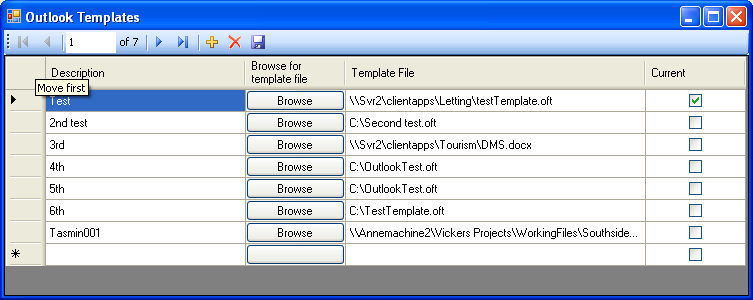 Outlook Templates
1 of 7
Description Browse for template file Template File Current
Move first
Test Browse \\Svr2\clientapps\Letting\testTemplate.oft
2nd test Browse C:\Second test.oft
3rd Browse \\Svr2\clientapps\Tourism\DMS.docx
4th Browse C:\OutlookTest.oft
5th Browse C:\OutlookTest.oft
6th Browse C:\TestTemplate.oft
Tasmin001 Browse \\Annemachine2\Vickers Projects\WorkingFiles\Southside...